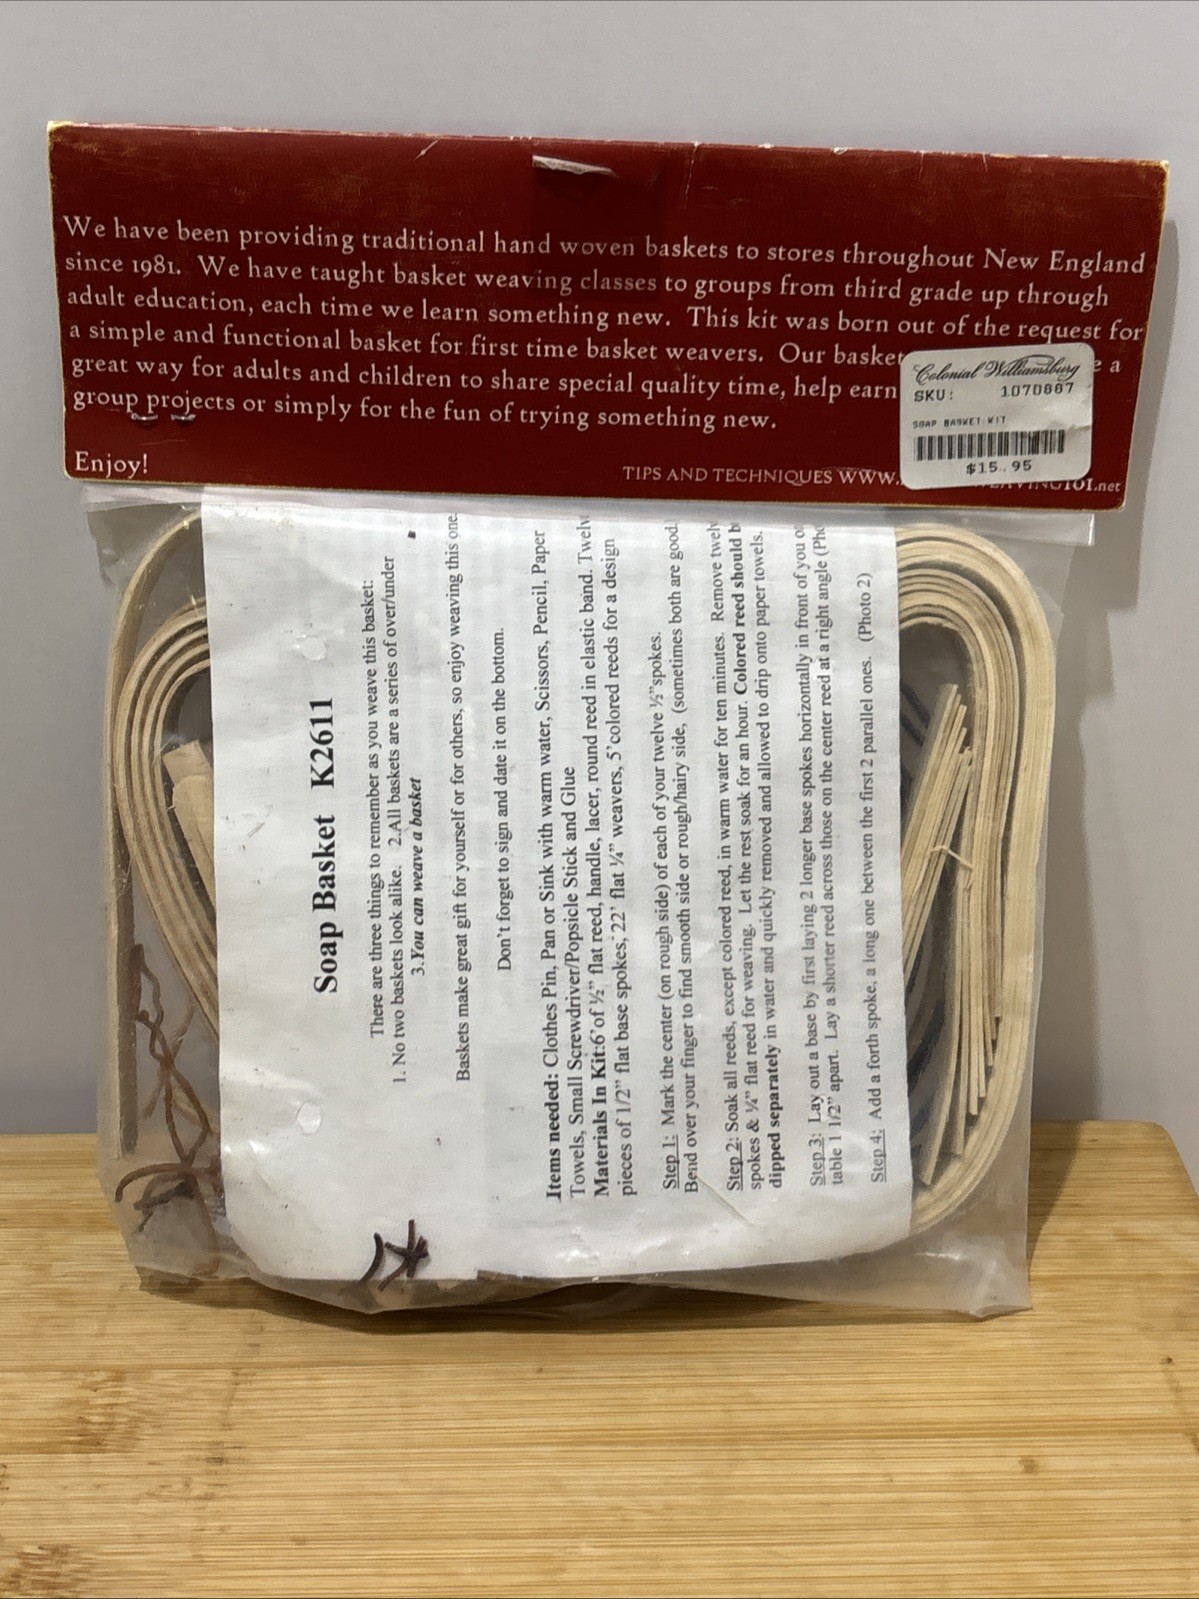 We have been providing traditional hand woven baskets to stores throughout New England
since 1981. We have taught basket weaving classes to groups from third grade up through
adult education, each time we learn something new. This kit was born out of the request for
a simple and functional basket for first time basket weavers. Our basket
e a
great way for adults and children to share special quality time, help earn
group projects or simply for the fun of trying something new.
Enjoy!
TIPS AND TECHNIQUES WWW.
101.net
Colonial Williamsburg
SKU: 1070887
SOAP BASKET KIT
$15.95
Soap Basket K2611
There are three things to remember as you weave this basket:
1. No two baskets look alike. 2.All baskets are a series of over/under
3.You can weave a basket
Baskets make great gift for yourself or for others, so enjoy weaving this one.
Don't forget to sign and date it on the bottom.
Items needed: Clothes Pin, Pan or Sink with warm water, Scissors, Pencil, Paper
Towels, Small Screwdriver/Popsicle Stick and Glue
Materials In Kit:6' of ½" flat reed, handle, lacer, round reed in elastic band. Twelv
pieces of 1/2" flat base spokes, 22' flat ¼" weavers, 5'colored reeds for a design
Step 1: Mark the center (on rough side) of each of your twelve ½"spokes.
Bend over your finger to find smooth side or rough/hairy side, (sometimes both are good.
Step 2: Soak all reeds, except colored reed, in warm water for ten minutes. Remove twelv
spokes & ¼" flat reed for weaving. Let the rest soak for an hour. Colored reed should b
dipped separately in water and quickly removed and allowed to drip onto paper towels.
Step 3: Lay out a base by first laying 2 longer base spokes horizontally in front of you o
table 1 1/2" apart. Lay a shorter reed across those on the center reed at a right angle (Pho
Step 4: Add a forth spoke, a long one between the first 2 parallel ones. (Photo 2)